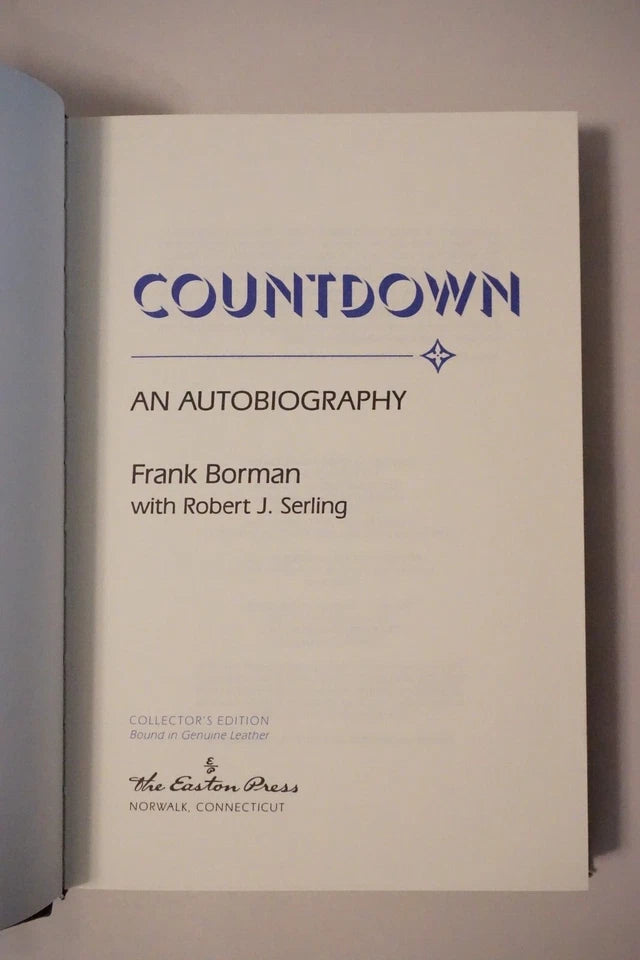 COUNTDOWN
AN AUTOBIOGRAPHY
Frank Borman
with Robert J. Serling
COLLECTOR'S EDITION
Bound in Genuine Leather
E/P
The Easton Press
NORWALK, CONNECTICUT